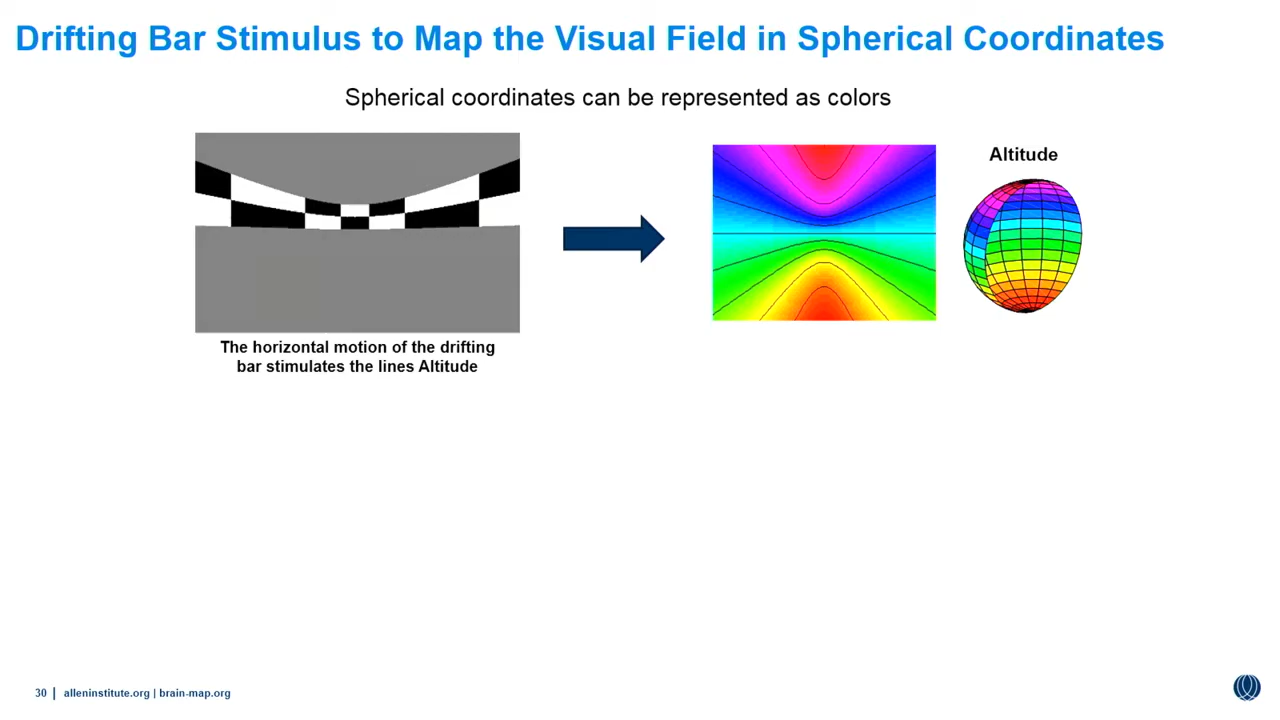 Drifting Bar Stimulus to Map the Visual Field in Spherical Coordinates
Spherical coordinates can be represented as colors
Altitude
The horizontal motion of the drifting
bar stimulates the lines Altitude
30 | alleninstitute.org | brain-map.org